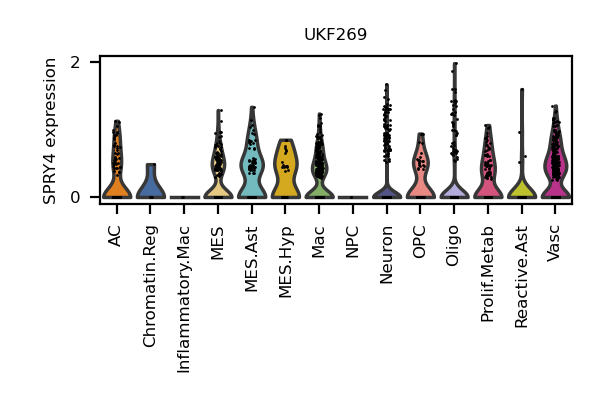 UKF269
SPRY4 expression
2
0
AC
Chromatin.Reg
Inflammatory.Mac
MES
MES.Ast
MES.Hyp
Mac
NPC
Neuron
OPC
Oligo
Prolif.Metab
Reactive.Ast
Vasc